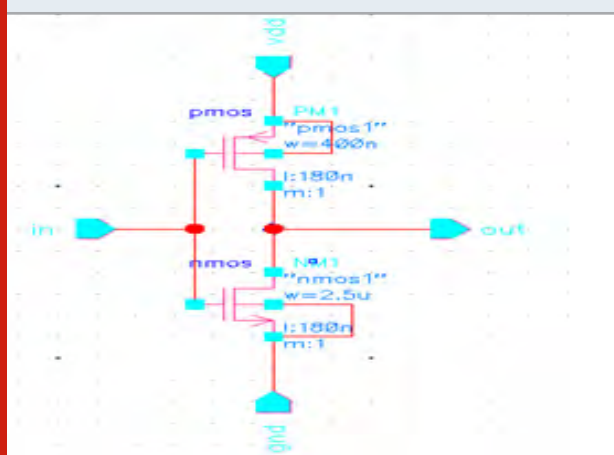 vdd
pmos PM1
"pmos1"
w=400n
l:180n
m:1
in
out
nmos NM1
"nmos1"
w=2.5u
l:180n
m:1
gnd